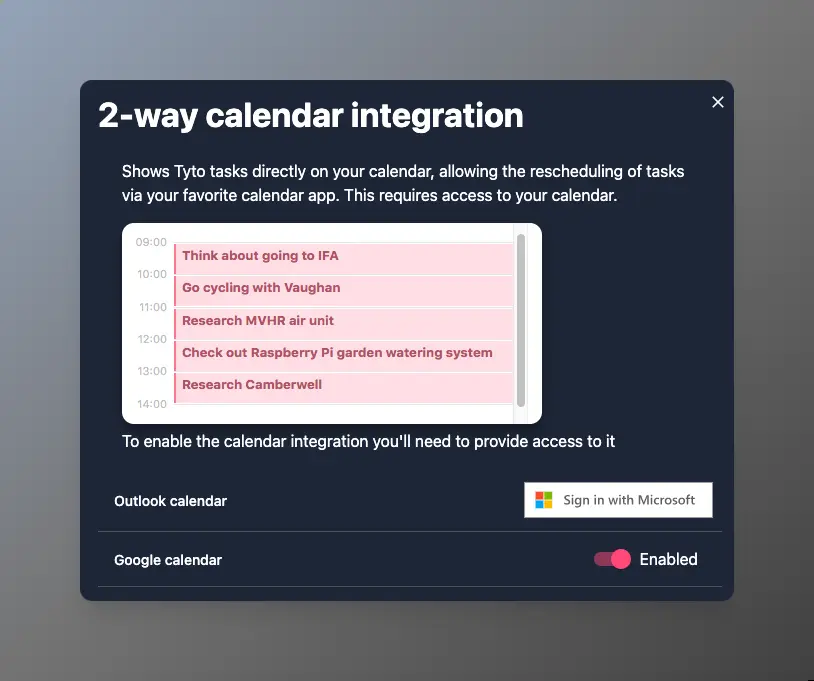 2-way calendar integration
Shows Tyto tasks directly on your calendar, allowing the rescheduling of tasks
via your favorite calendar app. This requires access to your calendar.
09:00
Think about going to IFA
10:00
Go cycling with Vaughan
11:00
Research MVHR air unit
12:00
Check out Raspberry Pi garden watering system
13:00
Research Camberwell
14:00
To enable the calendar integration you'll need to provide access to it
Outlook calendar
Sign in with Microsoft
Google calendar
Enabled